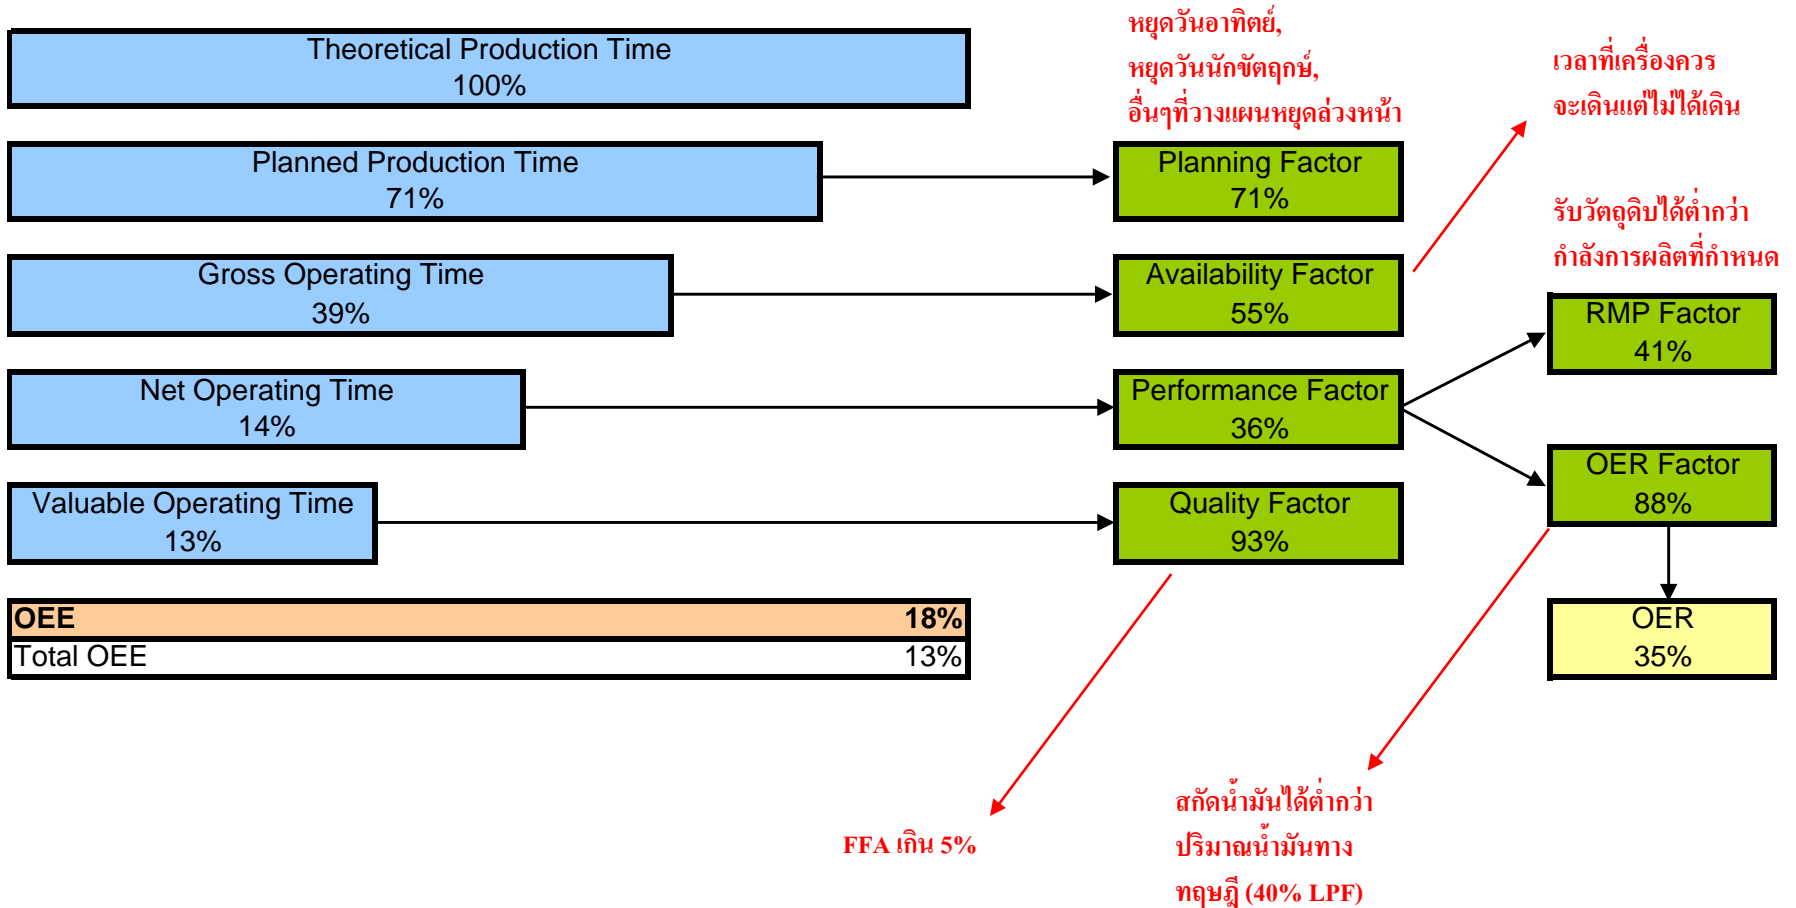 Theoretical Production Time
100%
หยุดวันอาทิตย์,
หยุดวันนักขัตฤกษ์,
อื่นๆที่วางแผนหยุดล่วงหน้า
เวลาที่เครื่องควร
จะเดินแต่ไม่ได้เดิน
Planned Production Time
71%
Planning Factor
71%
รับวัตถุดิบได้ต่ำกว่า
กำลังการผลิตที่กำหนด
Gross Operating Time
39%
Availability Factor
55%
RMP Factor
41%
Net Operating Time
14%
Performance Factor
36%
OER Factor
88%
Valuable Operating Time
13%
Quality Factor
93%
OEE 18%
Total OEE 13%
OER
35%
FFA เกิน 5%
สกัดน้ำมันได้ต่ำกว่า
ปริมาณน้ำมันทาง
ทฤษฎี (40% LPF)